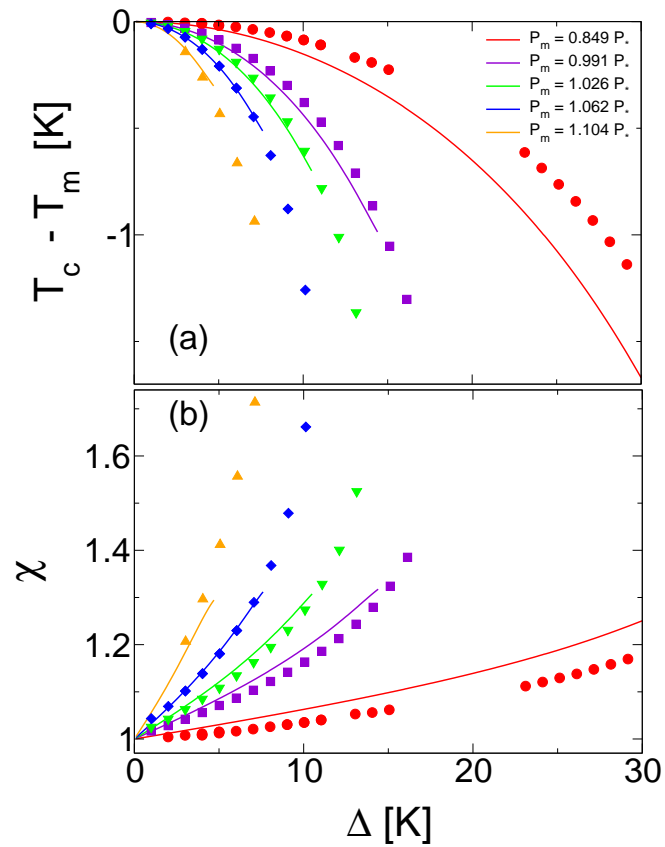 0
-1
T_c - T_m [K]
P_m = 0.849 P_*
P_m = 0.991 P_*
P_m = 1.026 P_*
P_m = 1.062 P_*
P_m = 1.104 P_*
(a)
(b)
1.6
1.4
1.2
1
χ
0 10 20 30
Δ [K]